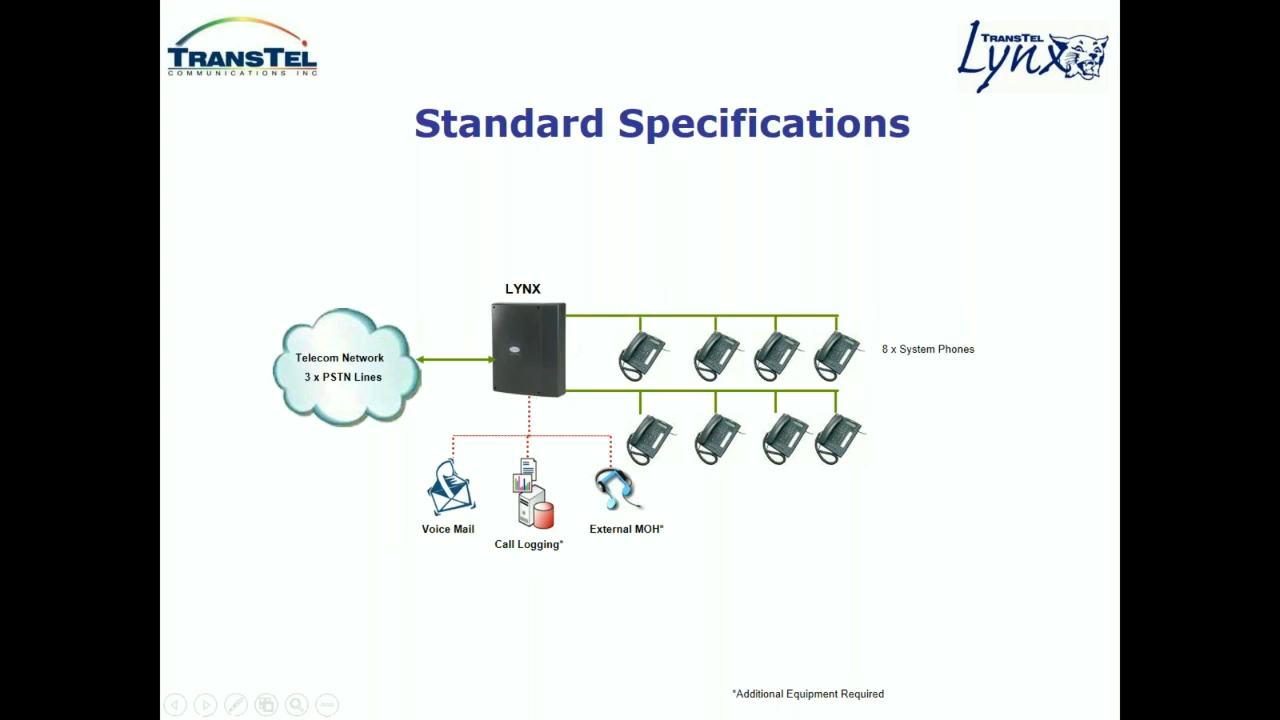 TRANSTEL
COMMUNICATIONS INC
TRANSTEL
Lynx
Standard Specifications
LYNX
Telecom Network
3 x PSTN Lines
8 x System Phones
Voice Mail
Call Logging*
External MOH*
*Additional Equipment Required